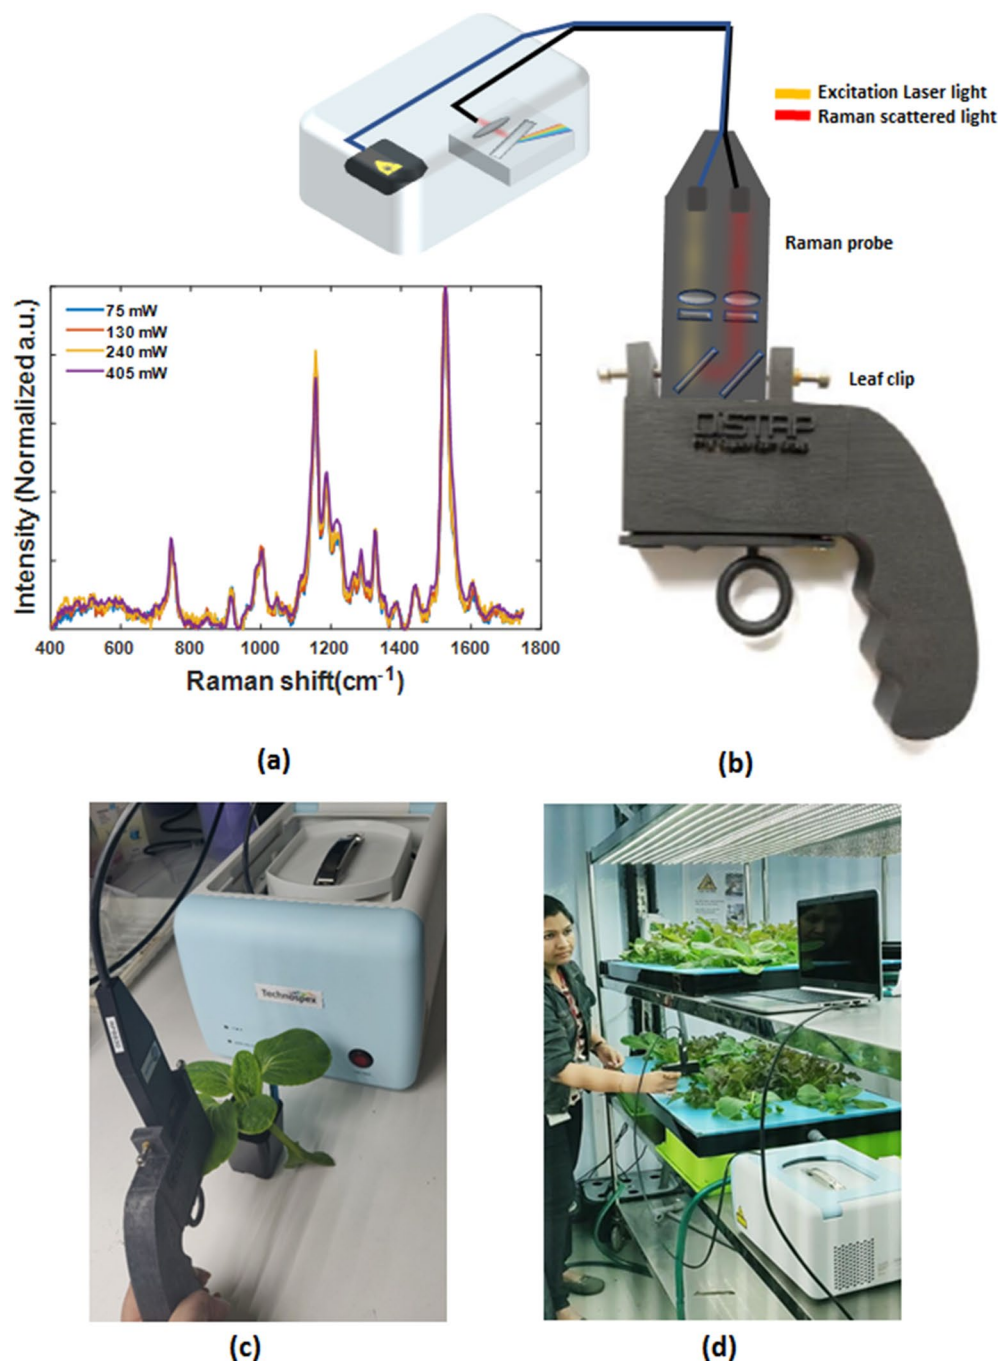 Excitation Laser light
Raman scattered light
Raman probe
Leaf clip
DiSTAP
Intensity (Normalized a.u.)
75 mW
130 mW
240 mW
405 mW
400 600 800 1000 1200 1400 1600 1800
Raman shift(cm-1)
(a)
(b)
Technospex
(c)
(d)